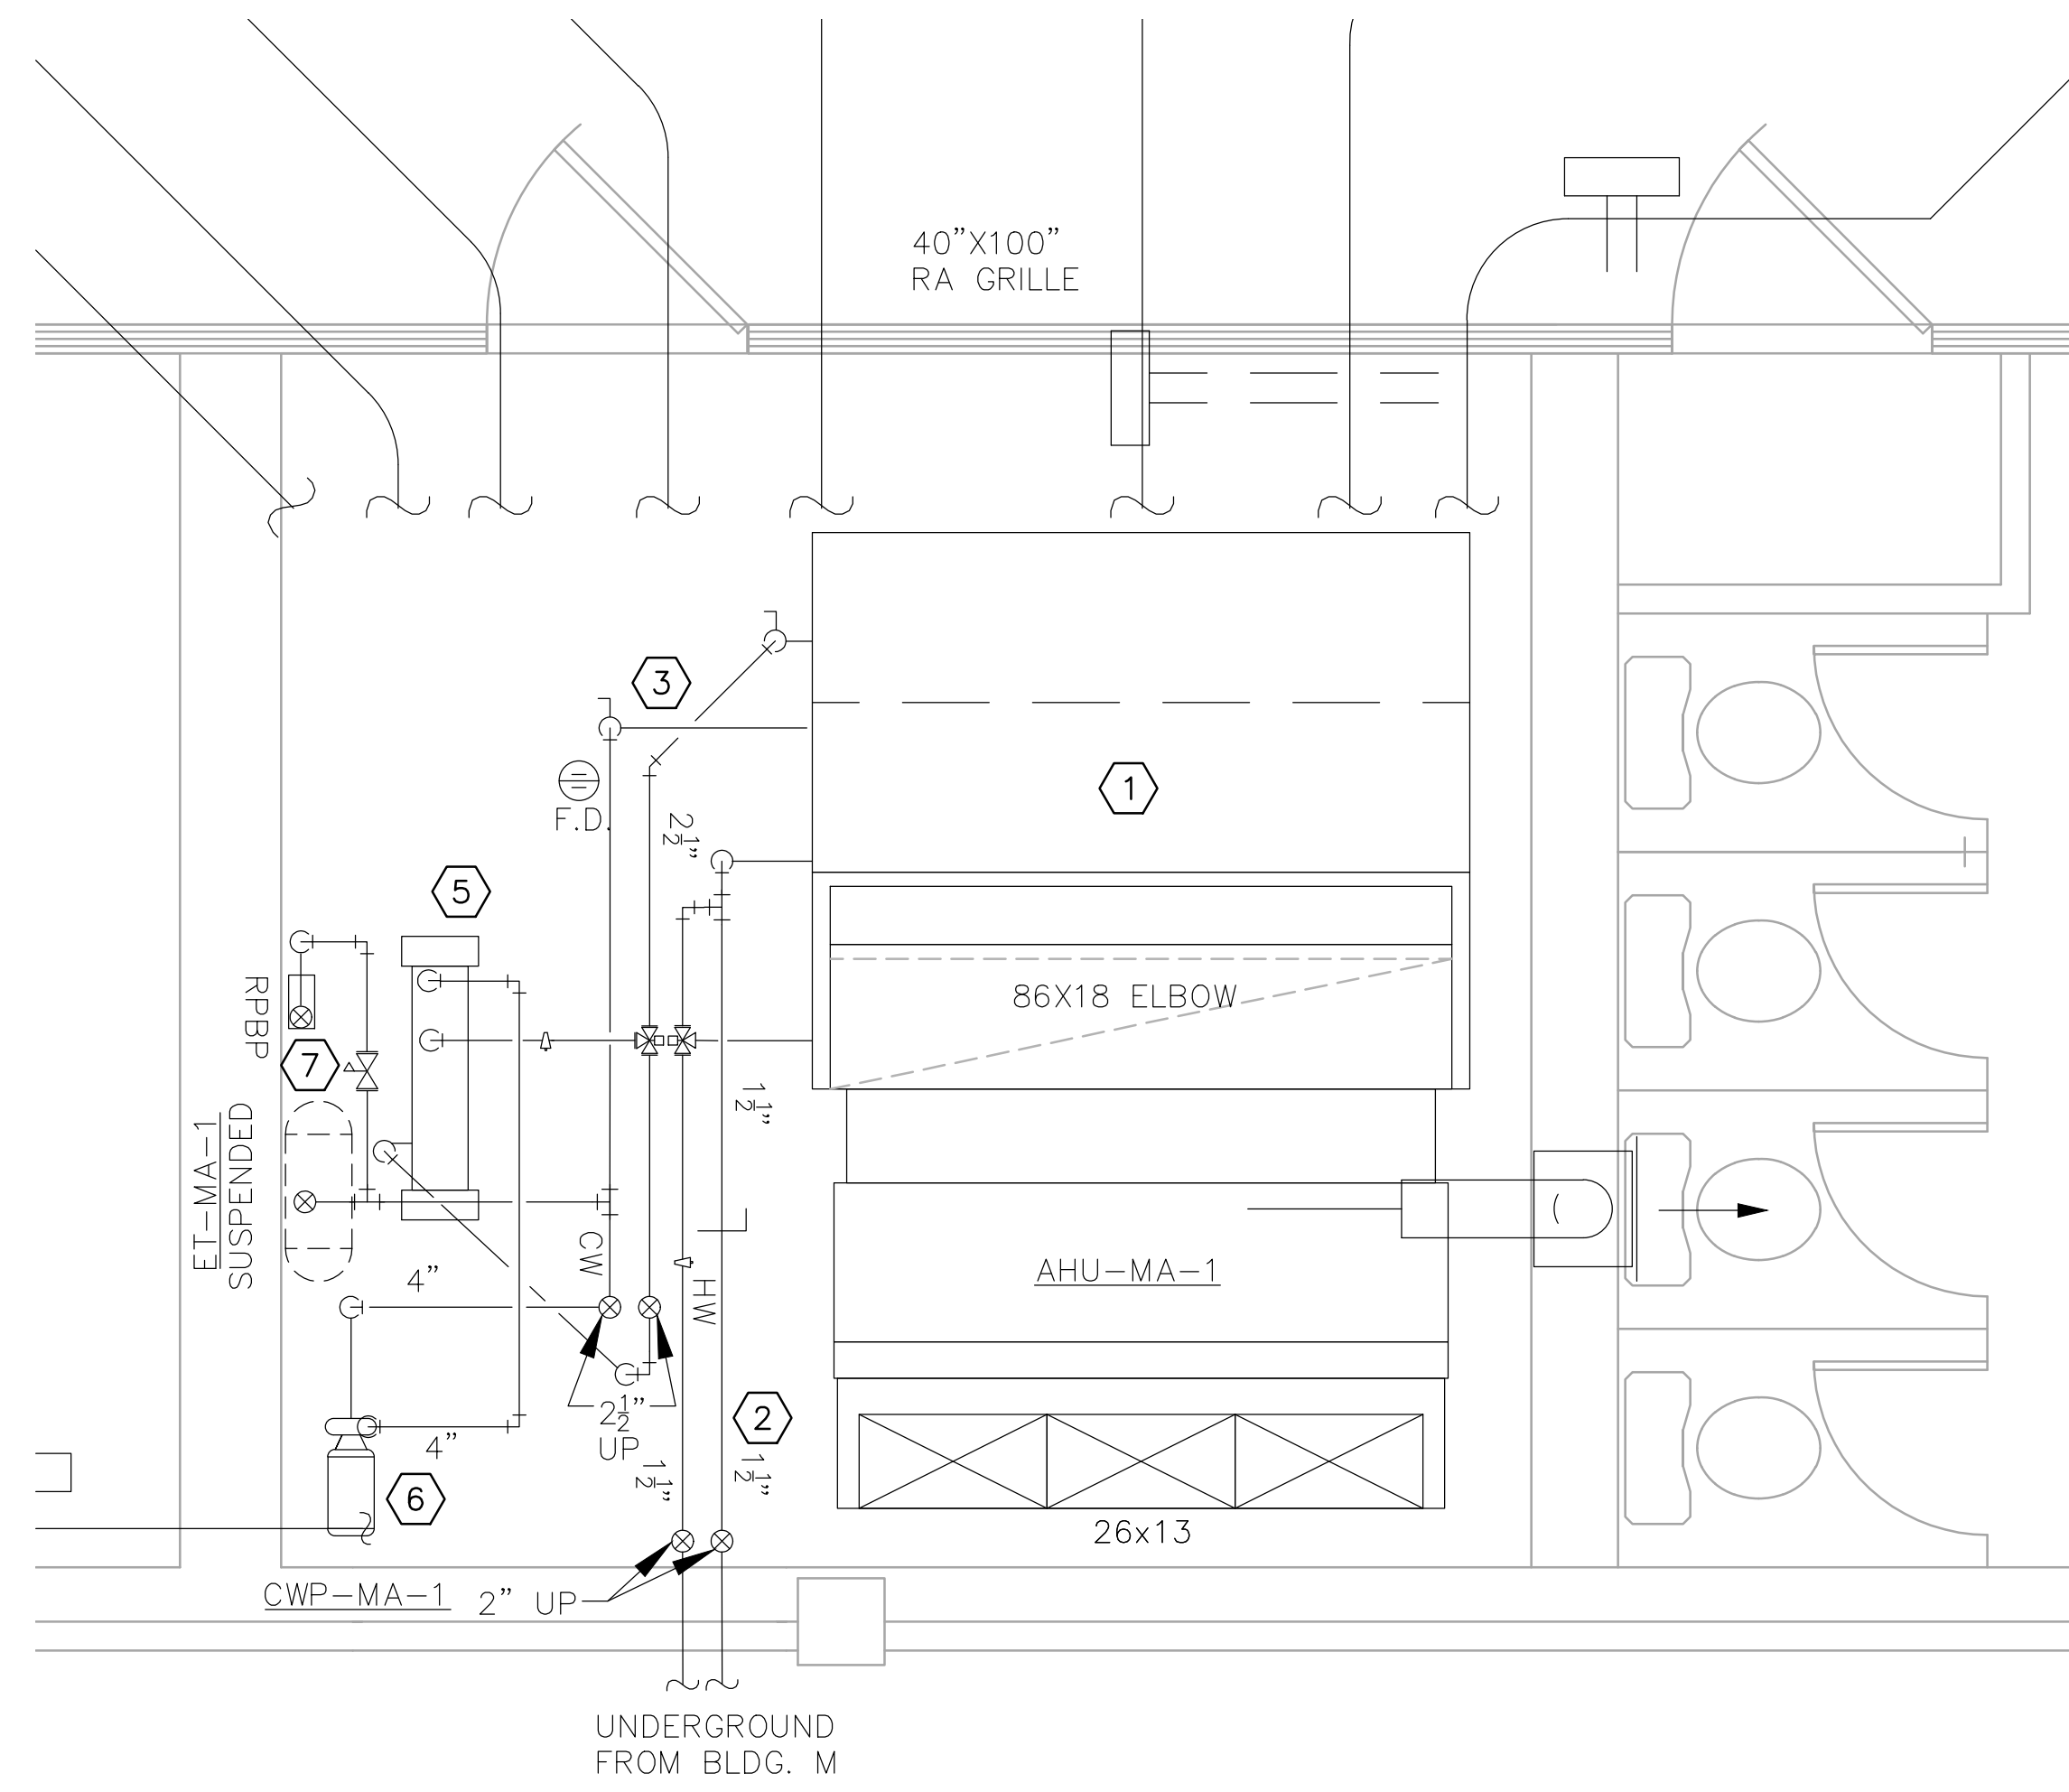 40”X100”
RA GRILLE
3
1
F.D.
2½”
5
86X18 ELBOW
RPBP
7
1½”
ET-MA-1
SUSPENDED
CW
4”
HW
AHU-MA-1
2½”
UP
2
4”
1½”
1½”
6
26x13
CWP-MA-1
2” UP
UNDERGROUND
FROM BLDG. M